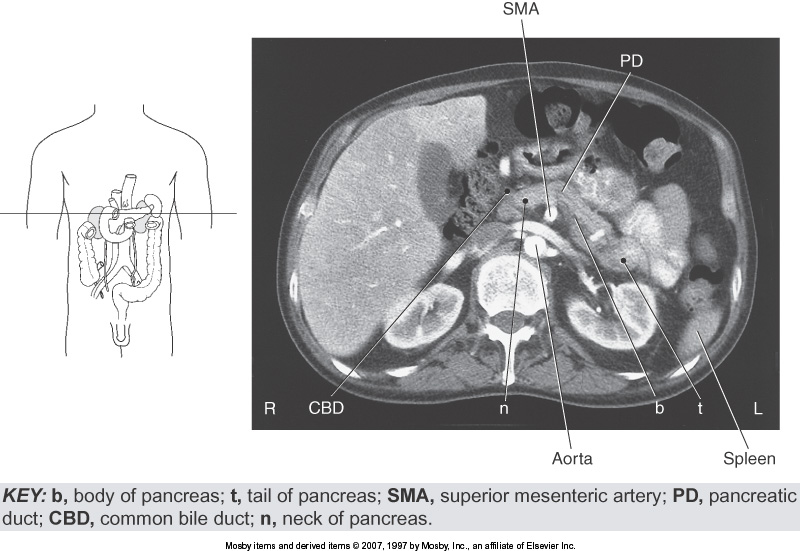 SMA
PD
R
CBD
n
b
t
L
Aorta
Spleen
KEY: b, body of pancreas; t, tail of pancreas; SMA, superior mesenteric artery; PD, pancreatic
duct; CBD, common bile duct; n, neck of pancreas.
Mosby items and derived items © 2007, 1997 by Mosby, Inc., an affiliate of Elsevier Inc.